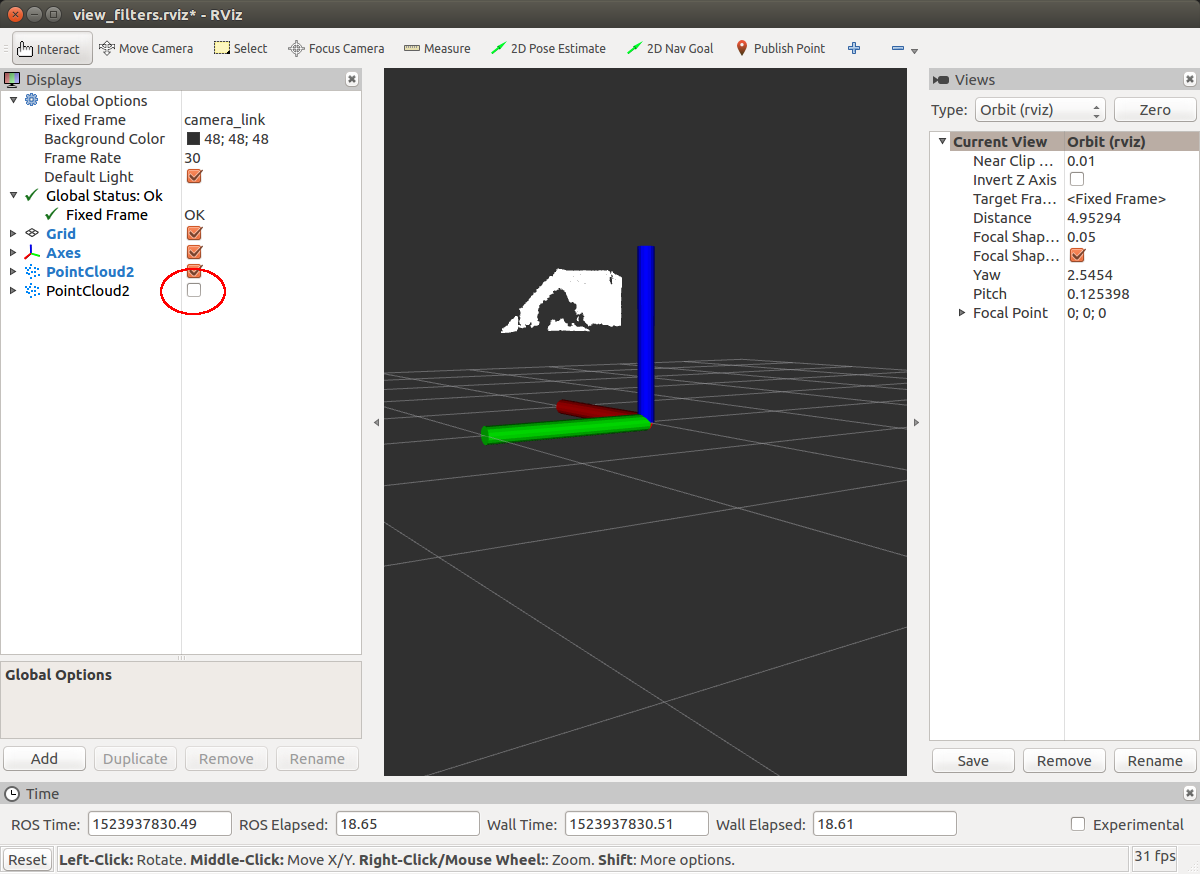 view_filters.rviz* - RViz
Interact Move Camera Select Focus Camera Measure 2D Pose Estimate 2D Nav Goal Publish Point
Displays
Global Options
Fixed Frame camera_link
Background Color 48; 48; 48
Frame Rate 30
Default Light
Global Status: Ok
Fixed Frame OK
Grid
Axes
PointCloud2
PointCloud2
Global Options
Add Duplicate Remove Rename
Views
Type: Orbit (rviz) Zero
Current View Orbit (rviz)
Near Clip ... 0.01
Invert Z Axis
Target Fra... <Fixed Frame>
Distance 4.95294
Focal Shap... 0.05
Focal Shap...
Yaw 2.5454
Pitch 0.125398
Focal Point 0; 0; 0
Save Remove Rename
Time
ROS Time: 1523937830.49 ROS Elapsed: 18.65 Wall Time: 1523937830.51 Wall Elapsed: 18.61 Experimental
Reset Left-Click: Rotate. Middle-Click: Move X/Y. Right-Click/Mouse Wheel:: Zoom. Shift: More options. 31 fps